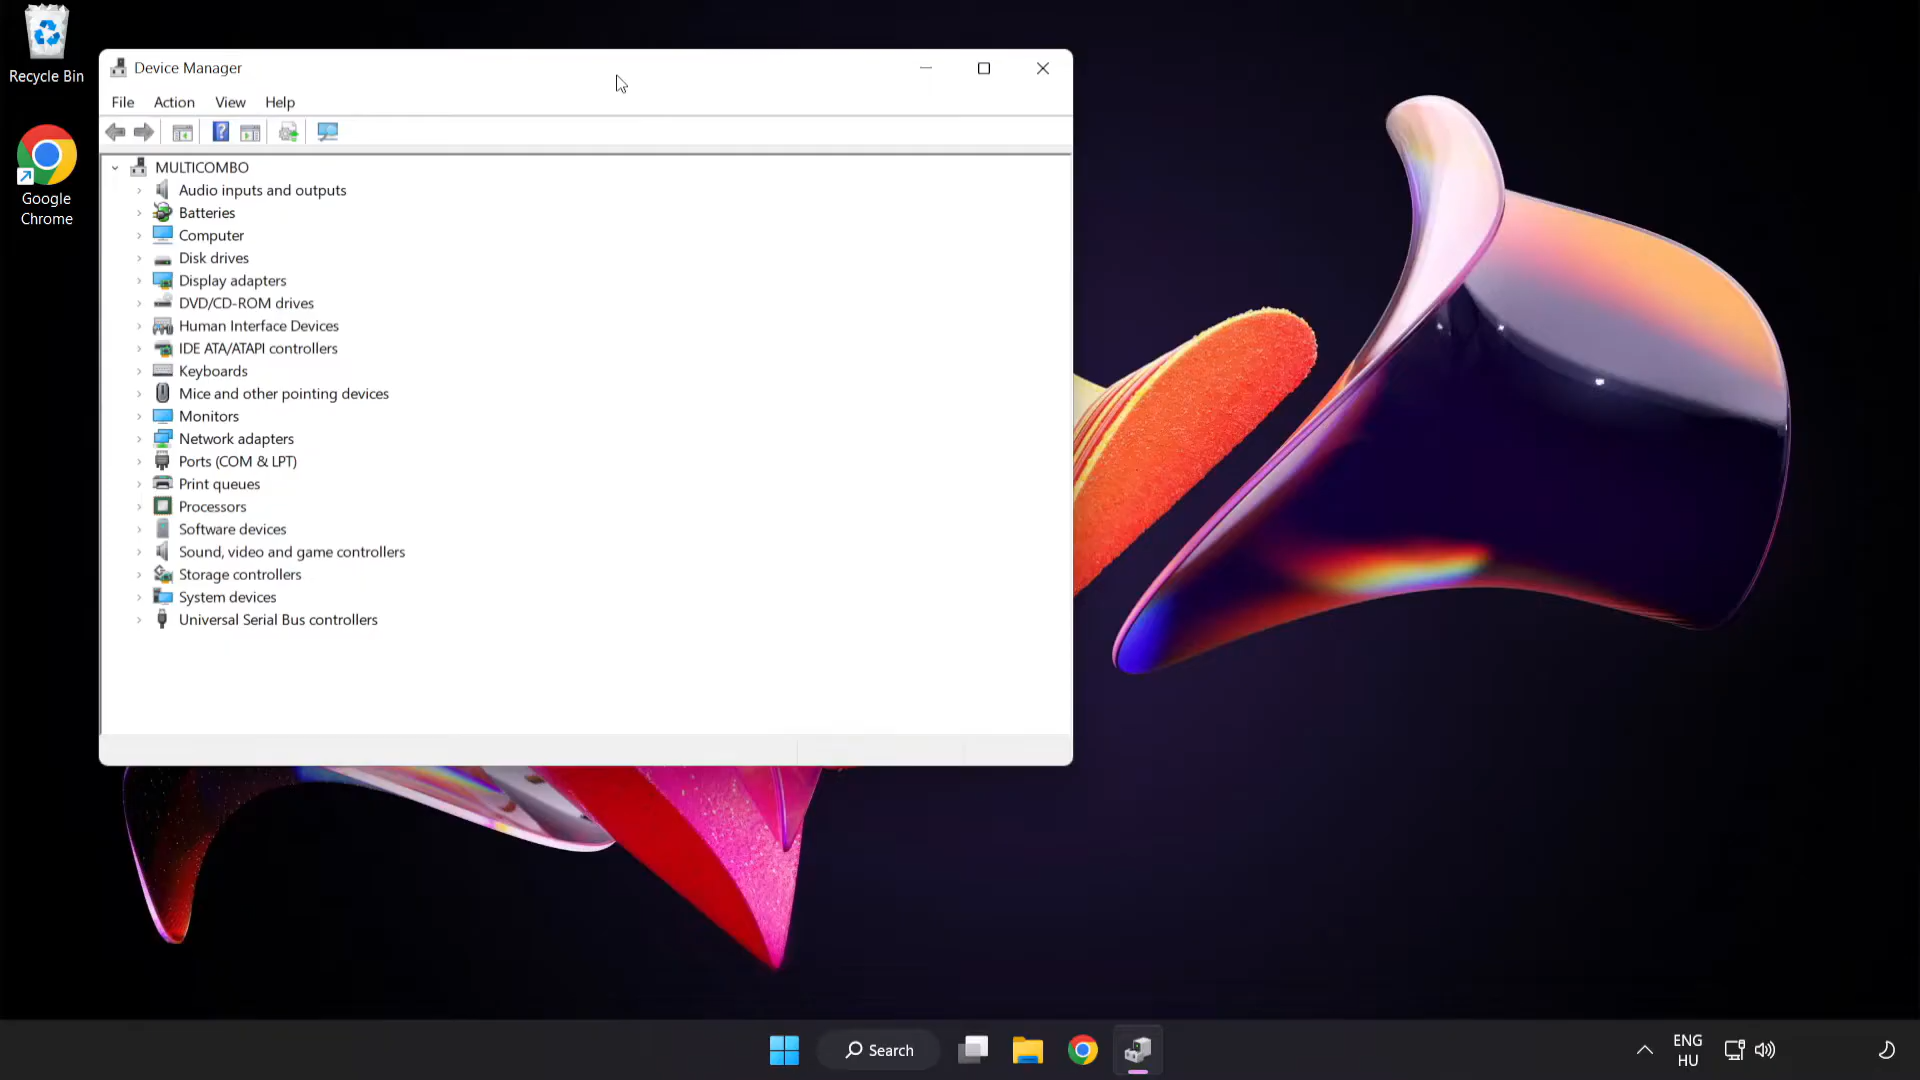 Recycle Bin
Google
Chrome
Device Manager
File Action View Help
MULTICOMBO
Audio inputs and outputs
Batteries
Computer
Disk drives
Display adapters
DVD/CD-ROM drives
Human Interface Devices
IDE ATA/ATAPI controllers
Keyboards
Mice and other pointing devices
Monitors
Network adapters
Ports (COM & LPT)
Print queues
Processors
Software devices
Sound, video and game controllers
Storage controllers
System devices
Universal Serial Bus controllers
Search
ENG
HU